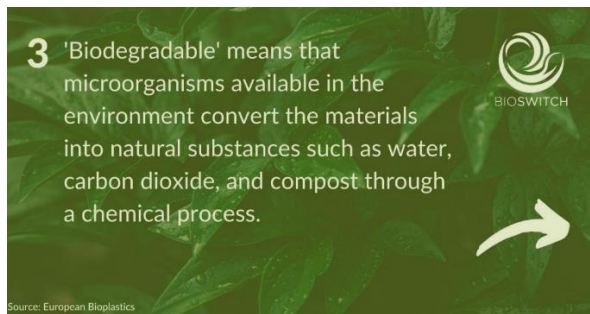 3 'Biodegradable' means that
microorganisms available in the
environment convert the materials
into natural substances such as water,
carbon dioxide, and compost through
a chemical process.
BIOSWITCH
Source: European Bioplastics